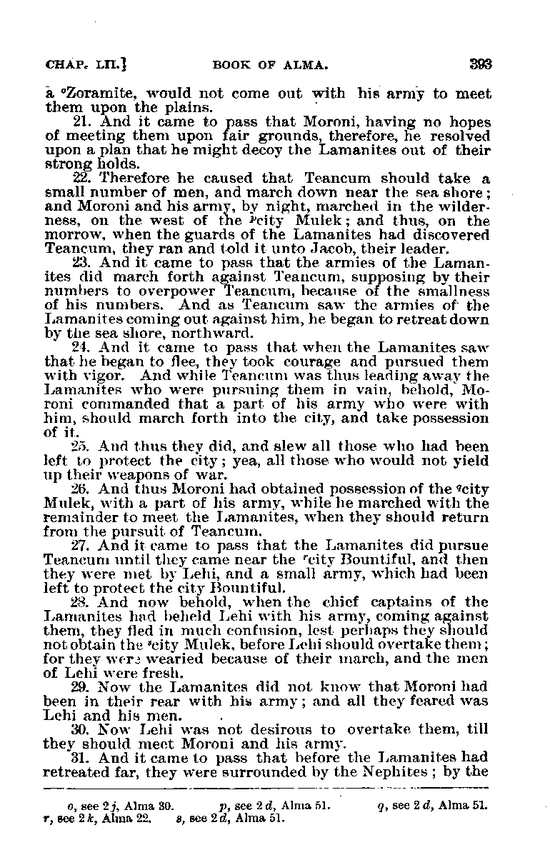 CHAP. LII.] BOOK OF ALMA. 393
a ᵒZoramite, would not come out with his army to meet
them upon the plains.
21. And it came to pass that Moroni, having no hopes
of meeting them upon fair grounds, therefore, he resolved
upon a plan that he might decoy the Lamanites out of their
strong holds.
22. Therefore he caused that Teancum should take a
small number of men, and march down near the sea shore;
and Moroni and his army, by night, marched in the wilder-
ness, on the west of the ᵖcity Mulek; and thus, on the
morrow, when the guards of the Lamanites had discovered
Teancum, they ran and told it unto Jacob, their leader.
23. And it came to pass that the armies of the Laman-
ites did march forth against Teancum, supposing by their
numbers to overpower Teancum, because of the smallness
of his numbers. And as Teancum saw the armies of the
Lamanites coming out against him, he began to retreat down
by the sea shore, northward.
24. And it came to pass that when the Lamanites saw
that he began to flee, they took courage and pursued them
with vigor. And while Teancum was thus leading away the
Lamanites who were pursuing them in vain, behold, Mo-
roni commanded that a part of his army who were with
him, should march forth into the city, and take possession
of it.
25. And thus they did, and slew all those who had been
left to protect the city; yea, all those who would not yield
up their weapons of war.
26. And thus Moroni had obtained possession of the ᑫcity
Mulek, with a part of his army, while he marched with the
remainder to meet the Lamanites, when they should return
from the pursuit of Teancum.
27. And it came to pass that the Lamanites did pursue
Teancum until they came near the ʳcity Bountiful, and then
they were met by Lehi, and a small army, which had been
left to protect the city Bountiful.
28. And now behold, when the chief captains of the
Lamanites had beheld Lehi with his army, coming against
them, they fled in much confusion, lest perhaps they should
not obtain the ˢcity Mulek, before Lehi should overtake them;
for they were wearied because of their march, and the men
of Lehi were fresh.
29. Now the Lamanites did not know that Moroni had
been in their rear with his army; and all they feared was
Lehi and his men.
30. Now Lehi was not desirous to overtake them, till
they should meet Moroni and his army.
31. And it came to pass that before the Lamanites had
retreated far, they were surrounded by the Nephites; by the
o, see 2 j, Alma 30. p, see 2 d, Alma 51. q, see 2 d, Alma 51.
r, see 2 k, Alma 22. s, see 2 d, Alma 51.